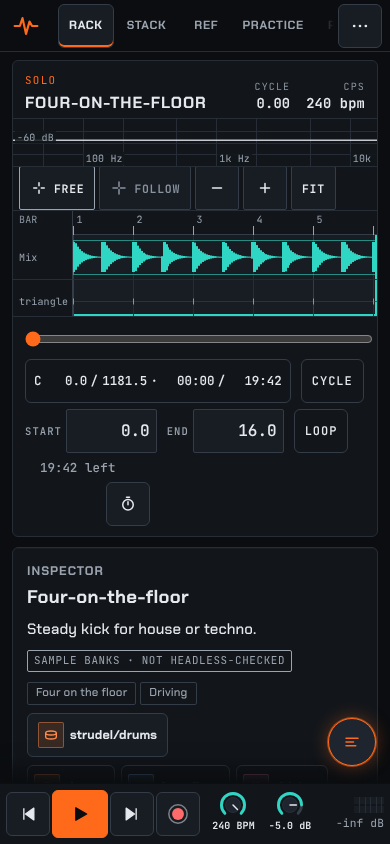 RACK STACK REF PRACTICE
SOLO
FOUR-ON-THE-FLOOR
CYCLE CPS
0.00 240 bpm
-60 dB
100 Hz 1k Hz 10k
FREE FOLLOW − + FIT
BAR 1 2 3 4 5
Mix
triangle
C 0.0 / 1181.5 · 00:00 / 19:42 CYCLE
START 0.0 END 16.0 LOOP
19:42 left
INSPECTOR
Four-on-the-floor
Steady kick for house or techno.
SAMPLE BANKS · NOT HEADLESS-CHECKED
Four on the floor Driving
strudel/drums
240 BPM -5.0 dB -inf dB